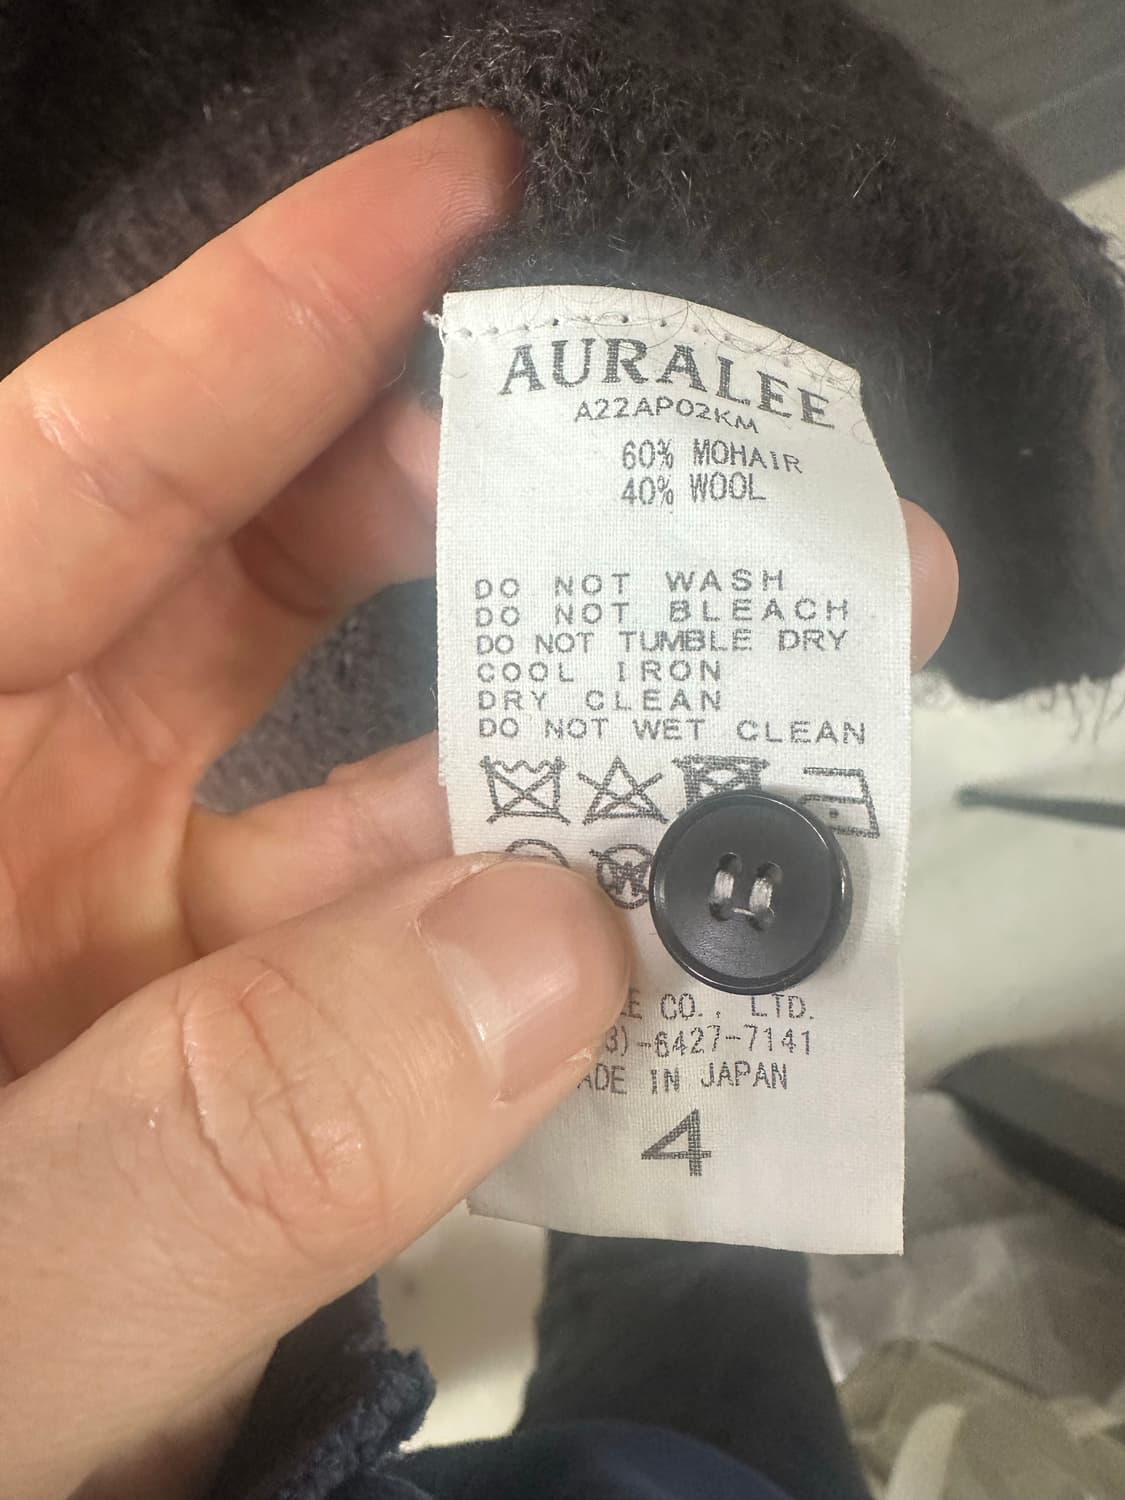 AURALEE
A22AP02KM
60% MOHAIR
40% WOOL
DO NOT WASH
DO NOT BLEACH
DO NOT TUMBLE DRY
COOL IRON
DRY CLEAN
DO NOT WET CLEAN
W
CO., LTD.
-6427-7141
IN JAPAN
4